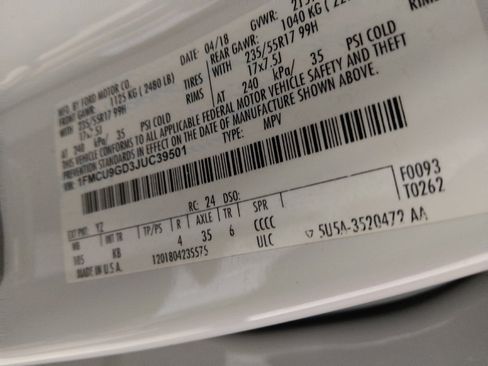 MFD. BY FORD MOTOR CO.
DATE: 04/18 GVWR:
FRONT GAWR: 1125 KG ( 2480 LB) REAR GAWR: 1040 KG
235/55R17 99H TIRES WITH 235/55R17 99H
17x7.5J RIMS 17x7.5J RIMS
AT 240 kPa/ 35 PSI COLD AT 240 kPa/ 35 PSI COLD
THIS VEHICLE CONFORMS TO ALL APPLICABLE FEDERAL MOTOR VEHICLE SAFETY AND THEFT
PREVENTION STANDARDS IN EFFECT ON THE DATE OF MANUFACTURE SHOWN ABOVE.
VIN: 1FMCU9GD3JUC39501
TYPE: MPV
F0093
T0262
EXT PNT: YZ RC: 24 DSO:
WB INT TR TP/PS R AXLE TR SPR
105 KB 4 35 6 CCCC
MADE IN U.S.A. 1201804235575 ULC
5U5A-3520472 AA